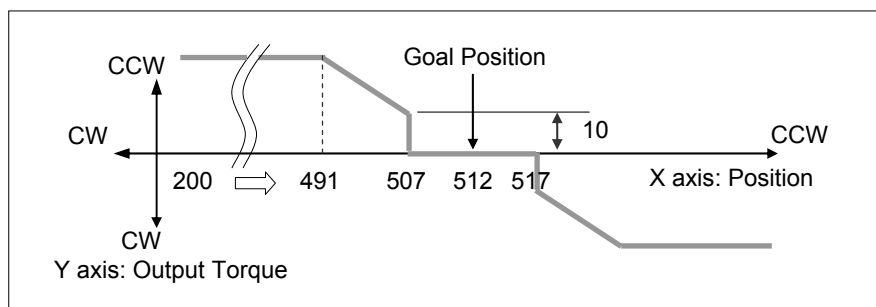 CCW
Goal Position
CW
10
CCW
200
491
507
512
517
X axis: Position
CW
Y axis: Output Torque